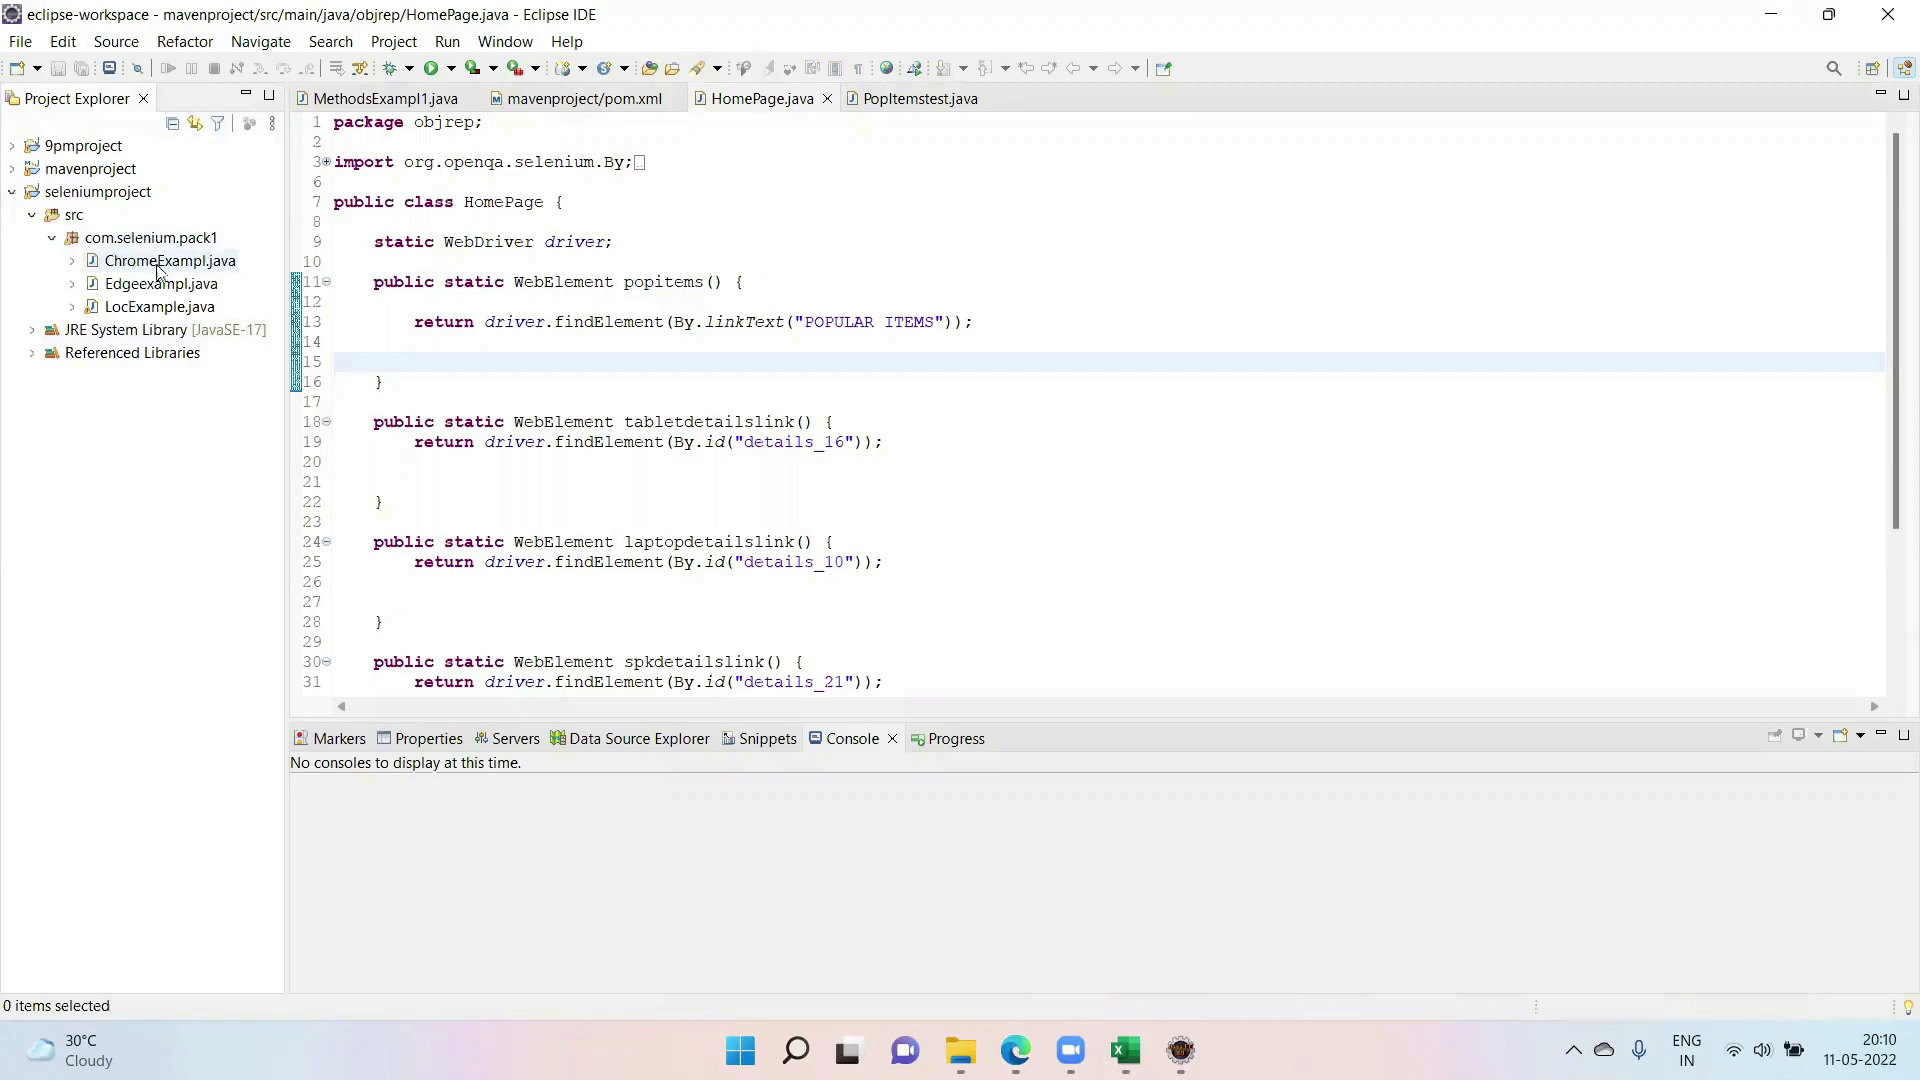 eclipse-workspace - mavenproject/src/main/java/objrep/HomePage.java - Eclipse IDE
File Edit Source Refactor Navigate Search Project Run Window Help
Project Explorer
MethodsExampl1.java mavenproject/pom.xml HomePage.java PopItemstest.java
9pmproject
mavenproject
seleniumproject
src
com.selenium.pack1
ChromeExampl.java
Edgeexampl.java
LocExample.java
JRE System Library [JavaSE-17]
Referenced Libraries
1 package objrep;
2
3 import org.openqa.selenium.By;
6
7 public class HomePage {
8
9 static WebDriver driver;
10
11 public static WebElement popitems() {
12
13 return driver.findElement(By.linkText("POPULAR ITEMS"));
14
15
16 }
17
18 public static WebElement tabletdetailslink() {
19 return driver.findElement(By.id("details_16"));
20
21
22 }
23
24 public static WebElement laptopdetailslink() {
25 return driver.findElement(By.id("details_10"));
26
27
28 }
29
30 public static WebElement spkdetailslink() {
31 return driver.findElement(By.id("details_21"));
Markers Properties Servers Data Source Explorer Snippets Console Progress
No consoles to display at this time.
0 items selected
30°C
Cloudy
ENG
IN
20:10
11-05-2022